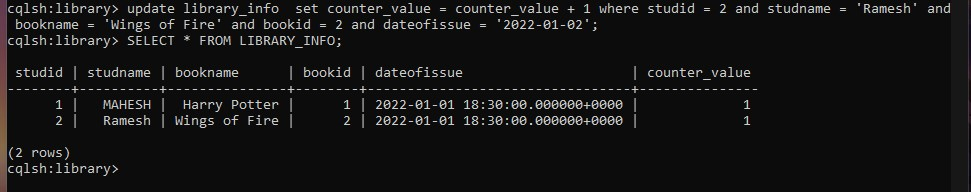 cqlsh:library> update library_info  set counter_value = counter_value + 1 where studid = 2 and studname = 'Ramesh' and
 bookname = 'Wings of Fire' and bookid = 2 and dateofissue = '2022-01-02';
cqlsh:library> SELECT * FROM LIBRARY_INFO;

 studid | studname | bookname      | bookid | dateofissue                     | counter_value
--------+----------+---------------+--------+---------------------------------+---------------
      1 |   MAHESH |  Harry Potter |      1 | 2022-01-01 18:30:00.000000+0000 |             1
      2 |   Ramesh | Wings of Fire |      2 | 2022-01-01 18:30:00.000000+0000 |             1

(2 rows)
cqlsh:library>